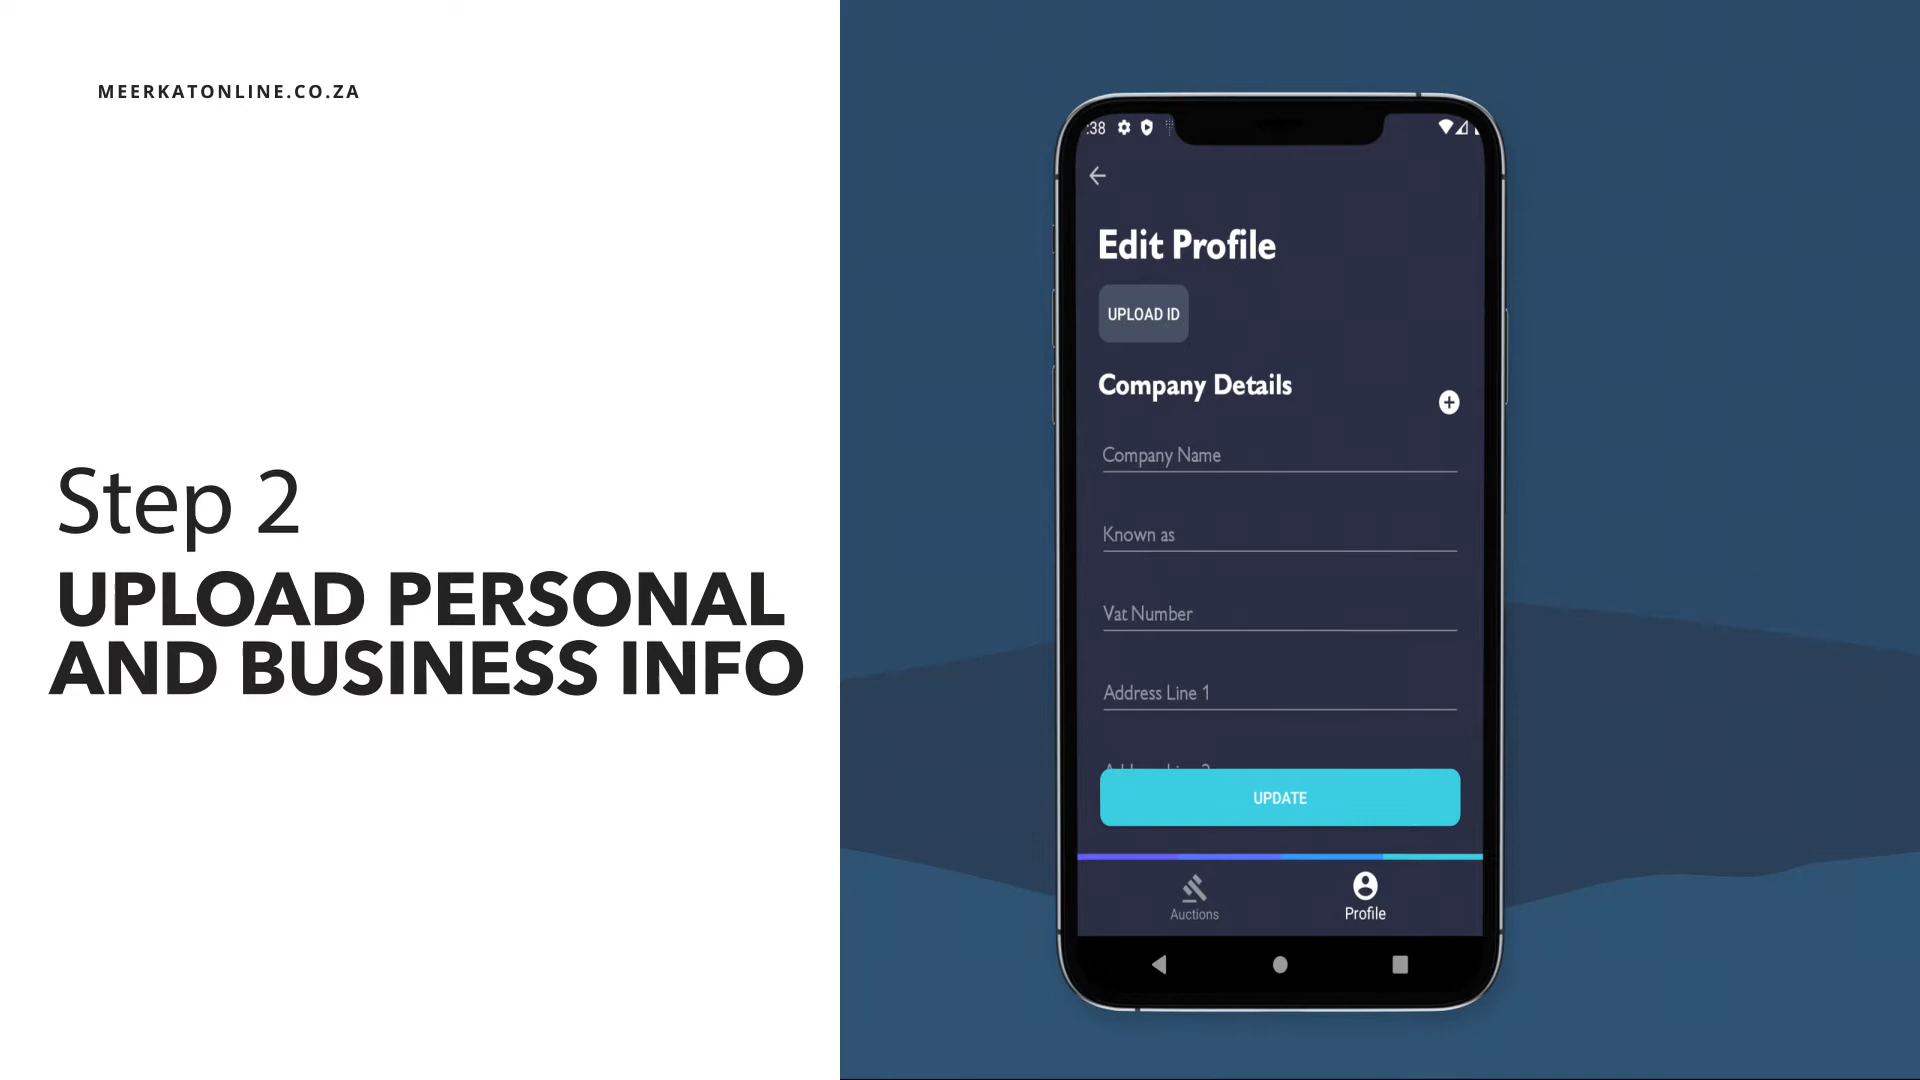 MEERKATONLINE.CO.ZA
Step 2
UPLOAD PERSONAL
AND BUSINESS INFO
:38
Edit Profile
UPLOAD ID
Company Details
Company Name
Known as
Vat Number
Address Line 1
UPDATE
Auctions
Profile